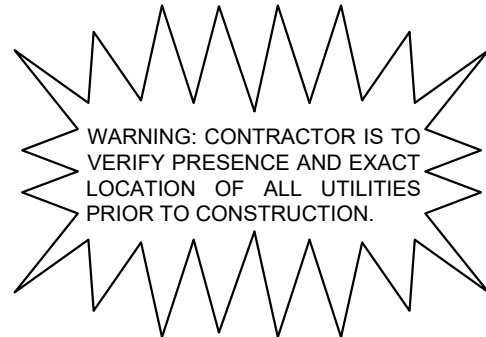 WARNING: CONTRACTOR IS TO
VERIFY PRESENCE AND EXACT
LOCATION OF ALL UTILITIES
PRIOR TO CONSTRUCTION.